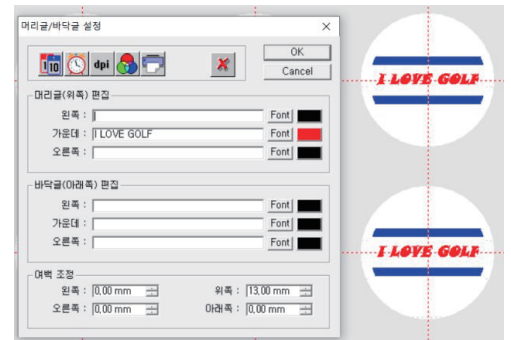 머리글/바닥글 설정
1 10 dpi
OK
Cancel
머리글(위쪽) 편집
왼쪽 : Font
가운데 : I LOVE GOLF Font
오른쪽 : Font
바닥글(아래쪽) 편집
왼쪽 : Font
가운데 : Font
오른쪽 : Font
여백 조정
왼쪽 : 0,00 mm 위쪽 : 13,00 mm
오른쪽 : 0,00 mm 아래쪽 : 0,00 mm
I LOVE GOLF
I LOVE GOLF